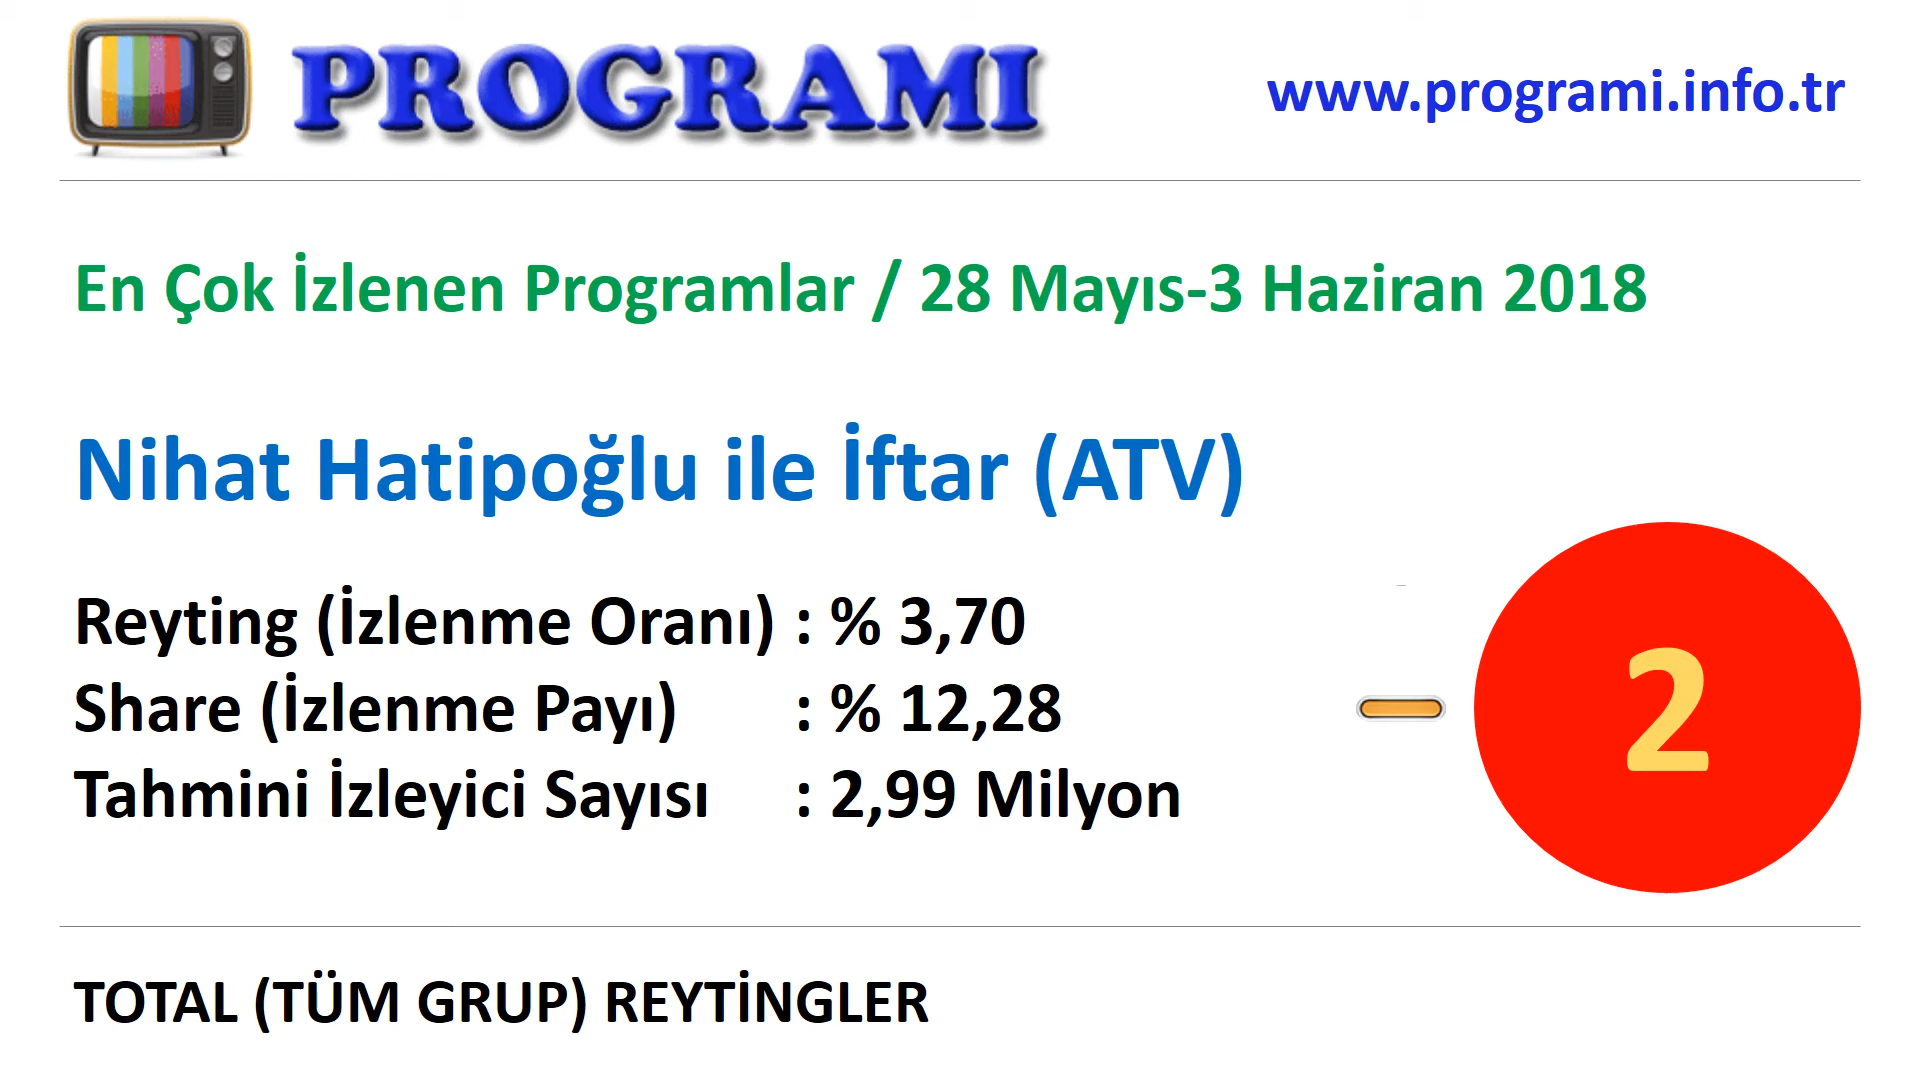 PROGRAMI
www.programi.info.tr
En Çok İzlenen Programlar / 28 Mayıs-3 Haziran 2018
Nihat Hatipoğlu ile İftar (ATV)
Reyting (İzlenme Oranı) : % 3,70
Share (İzlenme Payı) : % 12,28
Tahmini İzleyici Sayısı : 2,99 Milyon
2
TOTAL (TÜM GRUP) REYTİNGLER